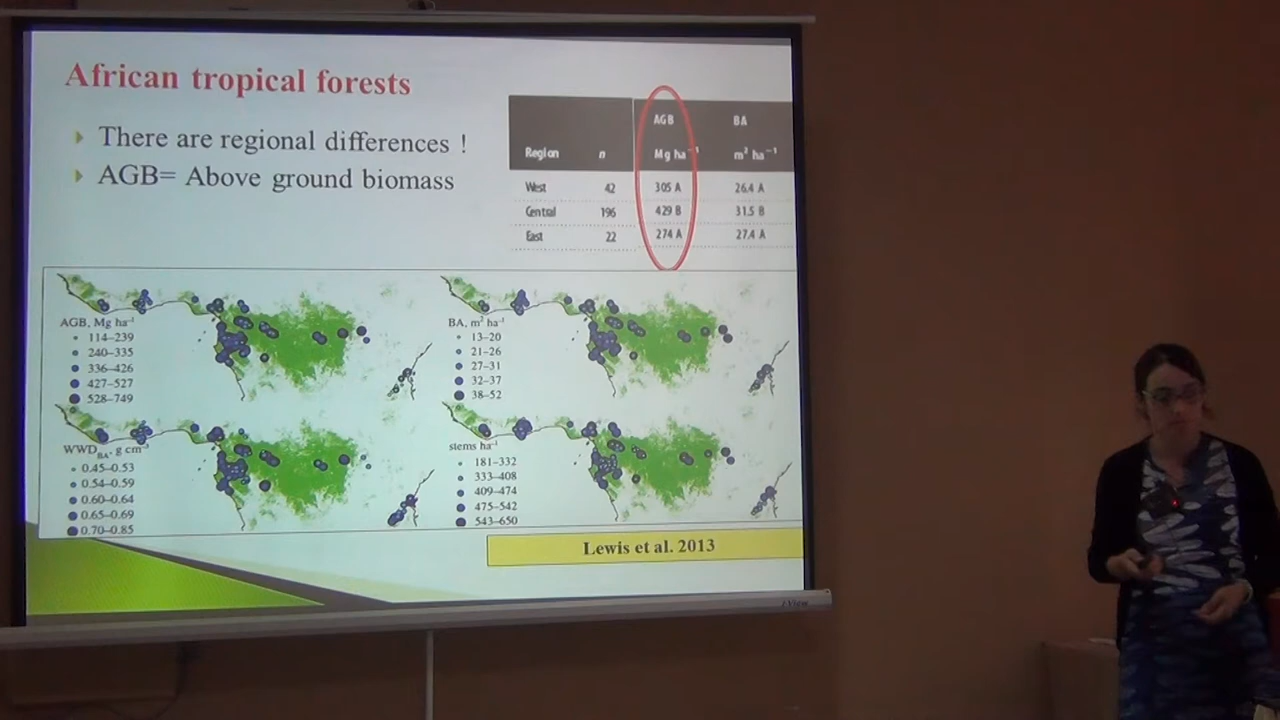 African tropical forests
There are regional differences !
AGB= Above ground biomass
AGB BA
Region n Mg ha⁻¹ m² ha⁻¹
West 42 305 A 26.4 A
Central 196 429 B 31.5 B
East 22 274 A 27.4 A
AGB, Mg ha⁻¹
114–239
240–335
336–426
427–527
528–749
BA, m² ha⁻¹
13–20
21–26
27–31
32–37
38–52
WWD_BA, g cm⁻³
0.45–0.53
0.54–0.59
0.60–0.64
0.65–0.69
0.70–0.85
stems ha⁻¹
181–332
333–408
409–474
475–542
543–650
Lewis et al. 2013
i-View